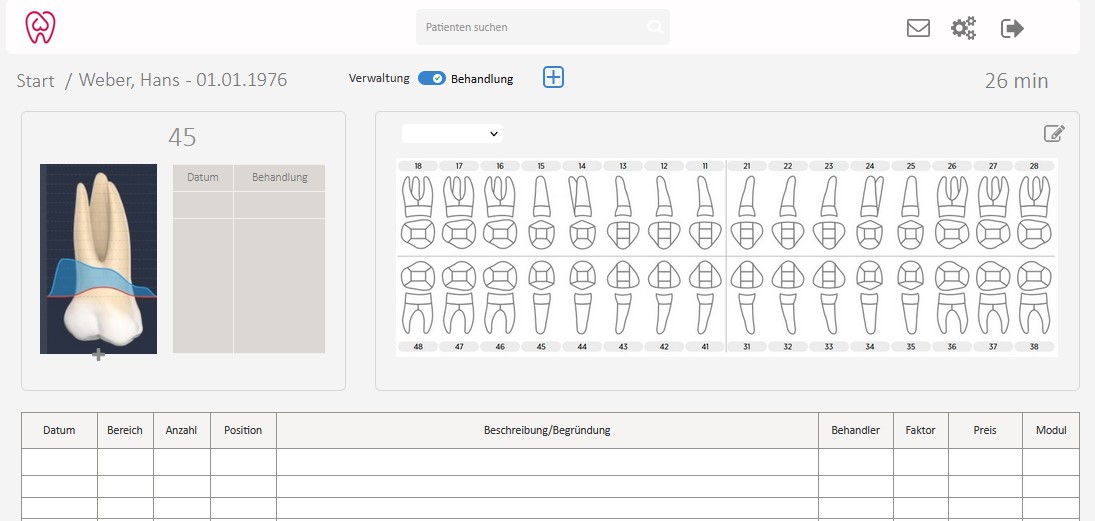 Patienten suchen
Start / Weber, Hans - 01.01.1976
Verwaltung Behandlung
26 min
45
Datum Behandlung
18 17 16 15 14 13 12 11 21 22 23 24 25 26 27 28
48 47 46 45 44 43 42 41 31 32 33 34 35 36 37 38
Datum Bereich Anzahl Position Beschreibung/Begründung Behandler Faktor Preis Modul